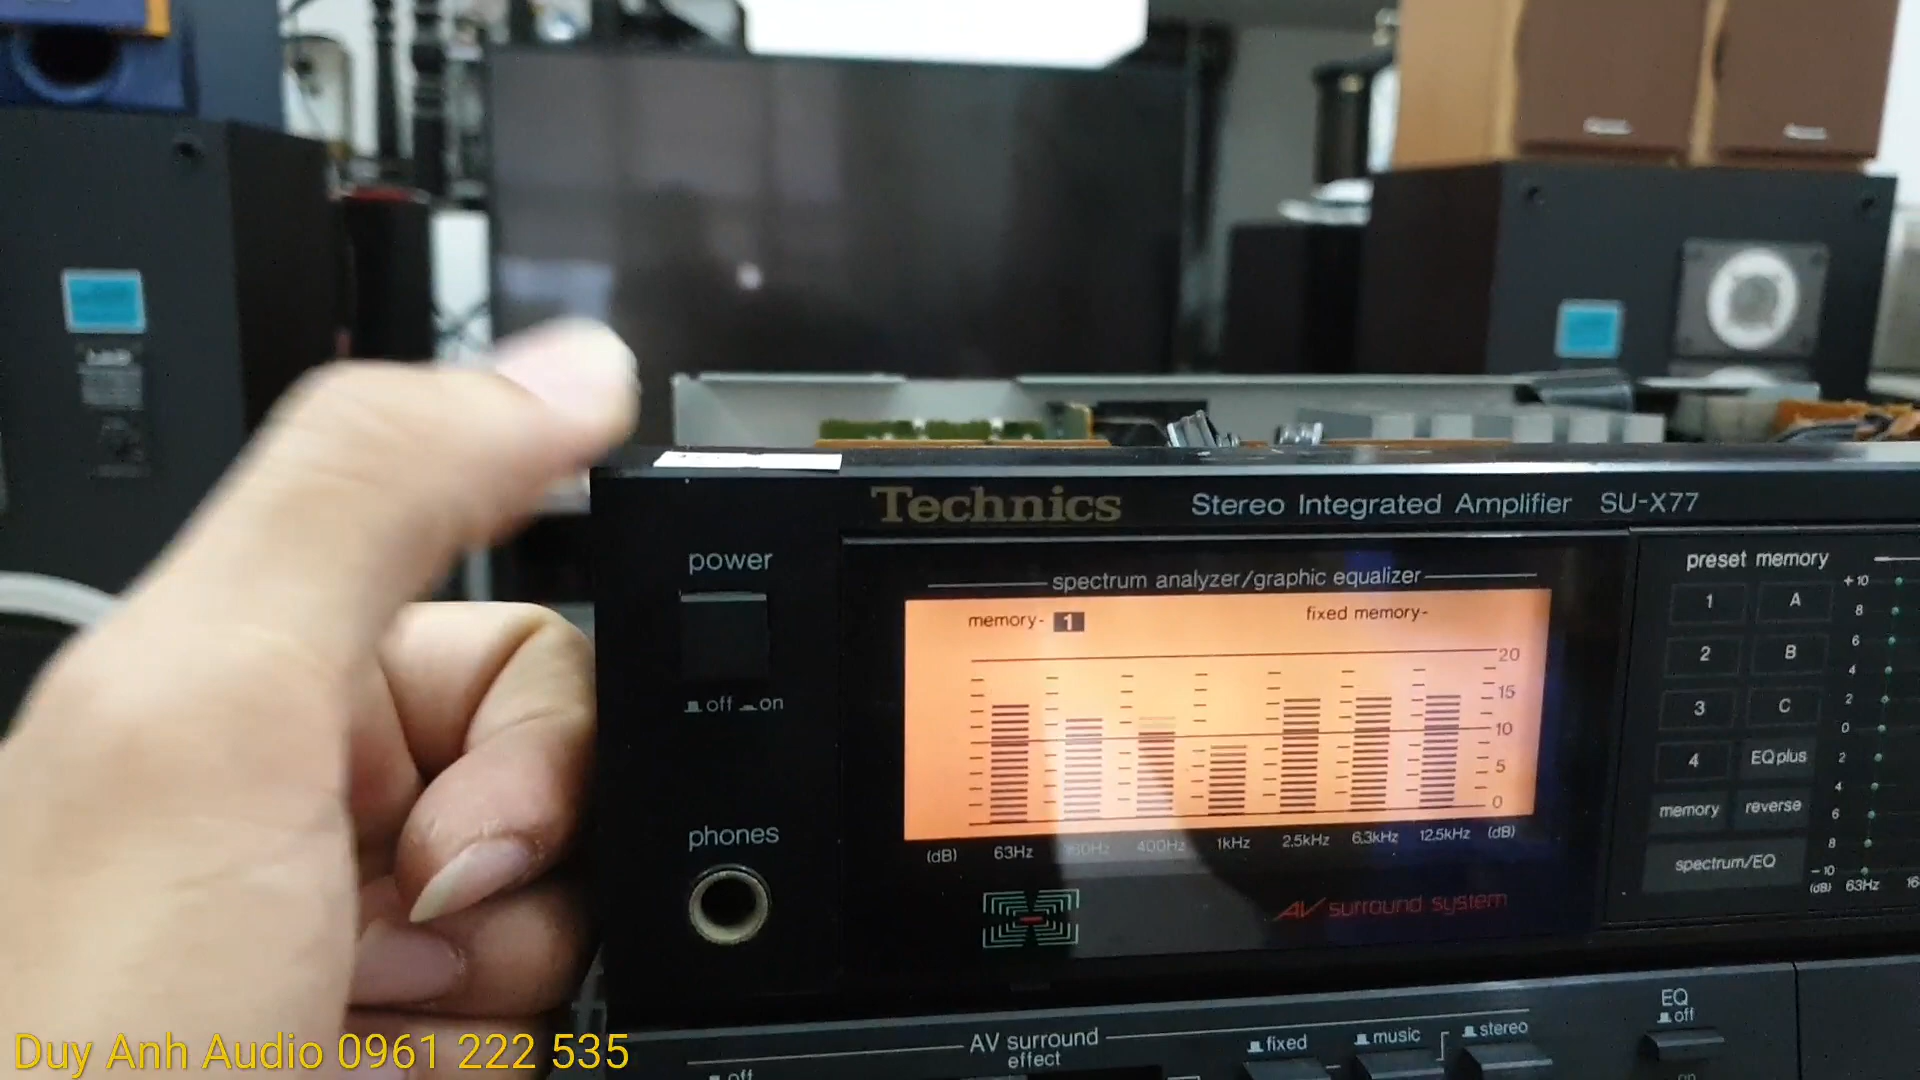 Technics
Stereo Integrated Amplifier SU-X77
power
off on
phones
spectrum analyzer/graphic equalizer
memory- 1
fixed memory-
20
15
10
5
0
(dB) 63Hz 160Hz 400Hz 1kHz 2.5kHz 6.3kHz 12.5kHz (dB)
AV surround system
preset memory
1 A
2 B
3 C
4 EQ plus
memory reverse
spectrum/EQ
+10
8
6
4
2
0
2
4
6
8
-10
(dB) 63Hz 16
AV surround
effect
off
fixed
music
stereo
EQ
off
on
Duy Anh Audio 0961 222 535